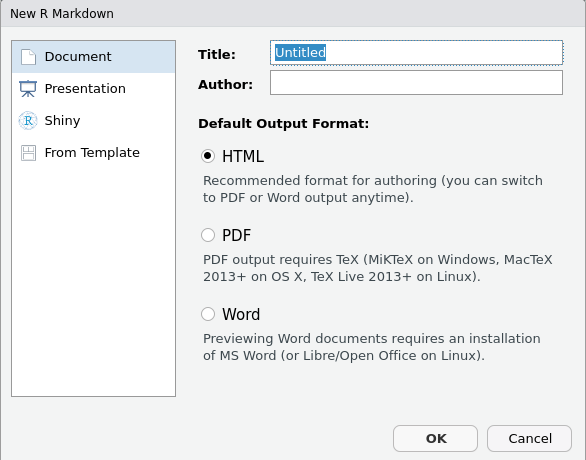 New R Markdown
Document
Presentation
R Shiny
From Template
Title: Untitled
Author:
Default Output Format:
HTML
Recommended format for authoring (you can switch
to PDF or Word output anytime).
PDF
PDF output requires TeX (MiKTeX on Windows, MacTeX
2013+ on OS X, TeX Live 2013+ on Linux).
Word
Previewing Word documents requires an installation
of MS Word (or Libre/Open Office on Linux).
OK Cancel